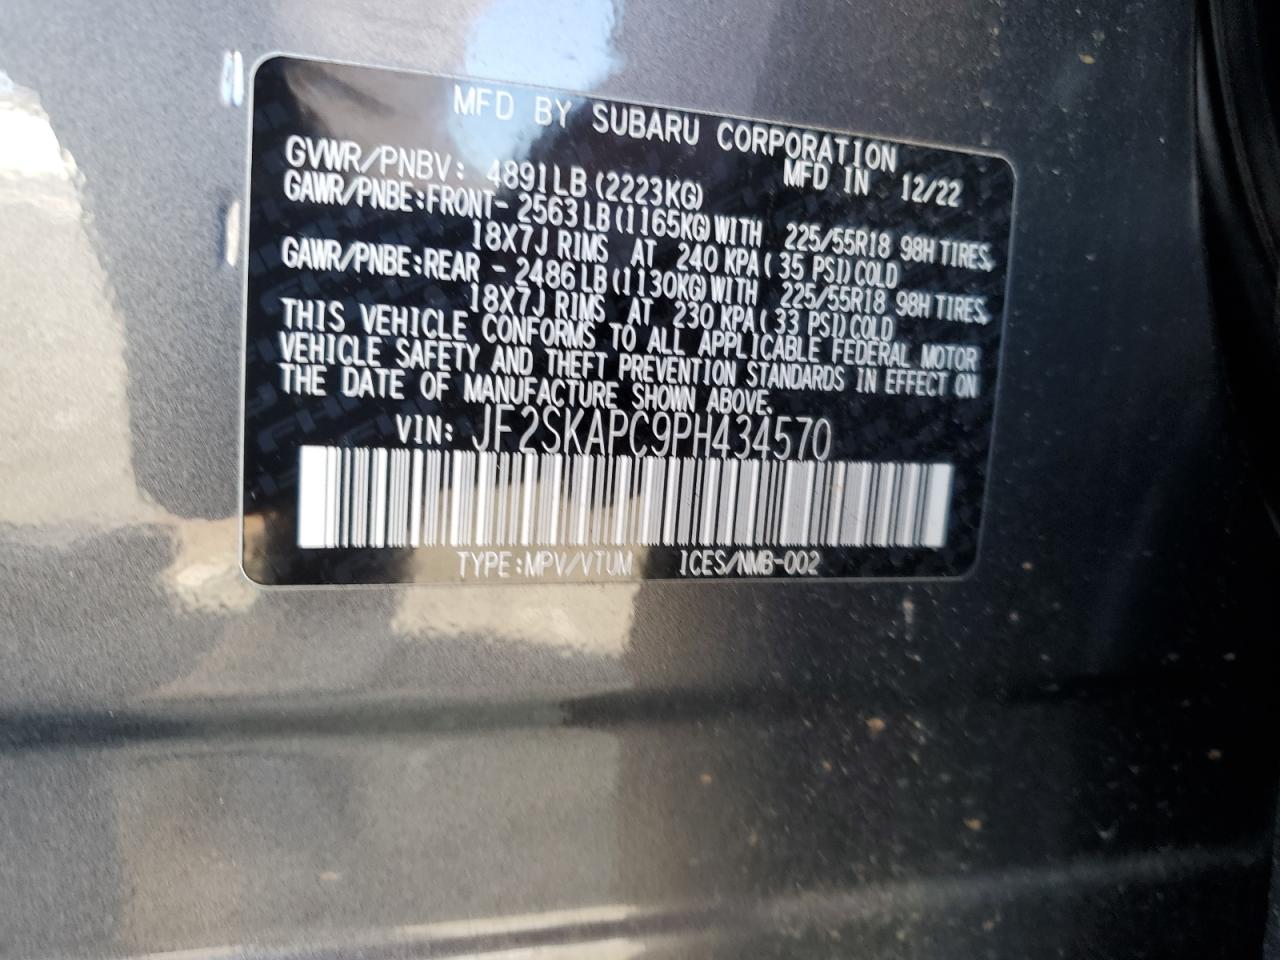 MFD BY SUBARU CORPORATION
GVWR/PNBV: 4891LB(2223KG) MFD IN 12/22
GAWR/PNBE:FRONT- 2563LB(1165KG)WITH 225/55R18 98H TIRES,
18X7J RIMS AT 240 KPA(35 PSI)COLD
GAWR/PNBE:REAR - 2486LB(1130KG)WITH 225/55R18 98H TIRES,
18X7J RIMS AT 230 KPA(33 PSI)COLD
THIS VEHICLE CONFORMS TO ALL APPLICABLE FEDERAL MOTOR
VEHICLE SAFETY AND THEFT PREVENTION STANDARDS IN EFFECT ON
THE DATE OF MANUFACTURE SHOWN ABOVE.
VIN: JF2SKAPC9PH434570
TYPE:MPV/VTUM ICES/NMB-002